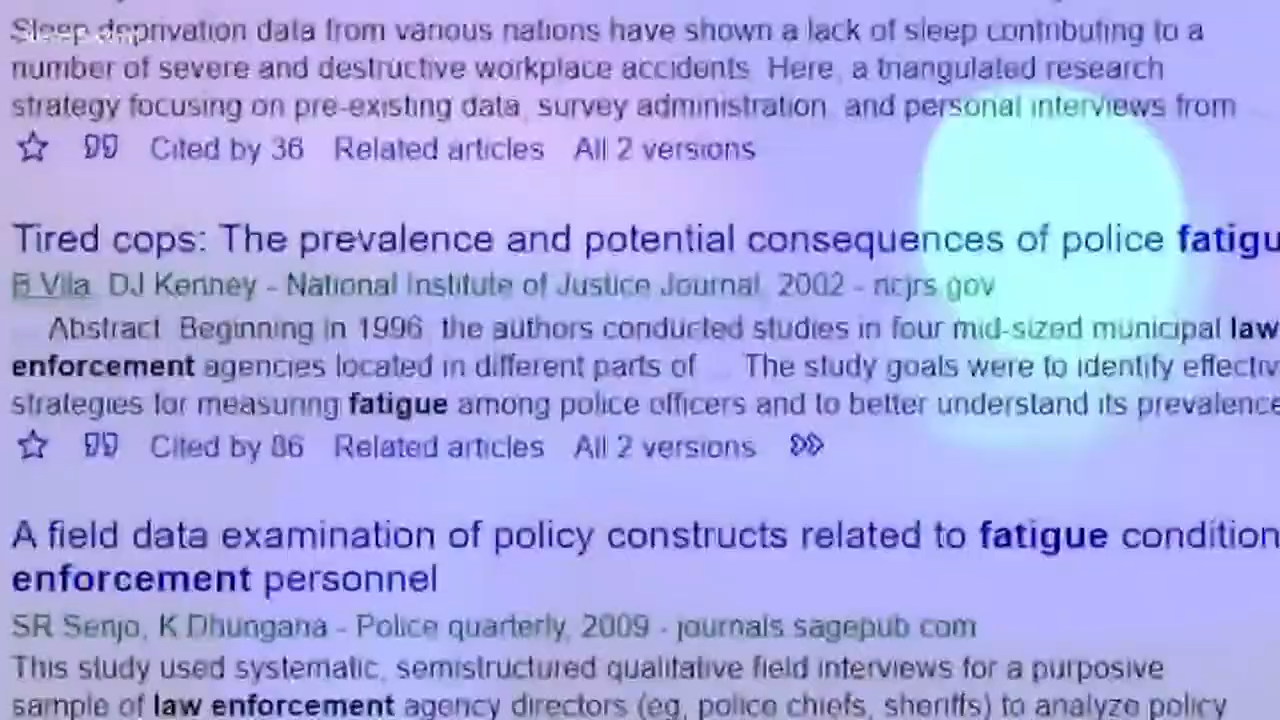 Sleep deprivation data from various nations have shown a lack of sleep contributing to a
number of severe and destructive workplace accidents. Here, a triangulated research
strategy focusing on pre-existing data, survey administration, and personal interviews from ...
Cited by 36 Related articles All 2 versions
Tired cops: The prevalence and potential consequences of police fatigu
B Vila, DJ Kenney - National Institute of Justice Journal, 2002 - ncjrs.gov
... Abstract Beginning in 1996, the authors conducted studies in four mid-sized municipal law
enforcement agencies located in different parts of ... The study goals were to identify effectiv
strategies for measuring fatigue among police officers and to better understand its prevalence
Cited by 86 Related articles All 2 versions
A field data examination of policy constructs related to fatigue condition
enforcement personnel
SR Senjo, K Dhungana - Police quarterly, 2009 - journals.sagepub.com
This study used systematic, semistructured qualitative field interviews for a purposive
sample of law enforcement agency directors (eg, police chiefs, sheriffs) to analyze policy